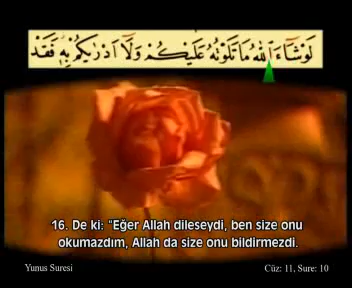 لَوْ شَٓاءَ اللّٰهُ مَا تَلَوْتُهُ عَلَيْكُمْ وَلَٓا اَدْرٰيكُمْ بِهٖۘ فَقَدْ
16. De ki: "Eğer Allah dileseydi, ben size onu
okumazdım, Allah da size onu bildirmezdi.
Yunus Suresi
Cüz: 11, Sure: 10